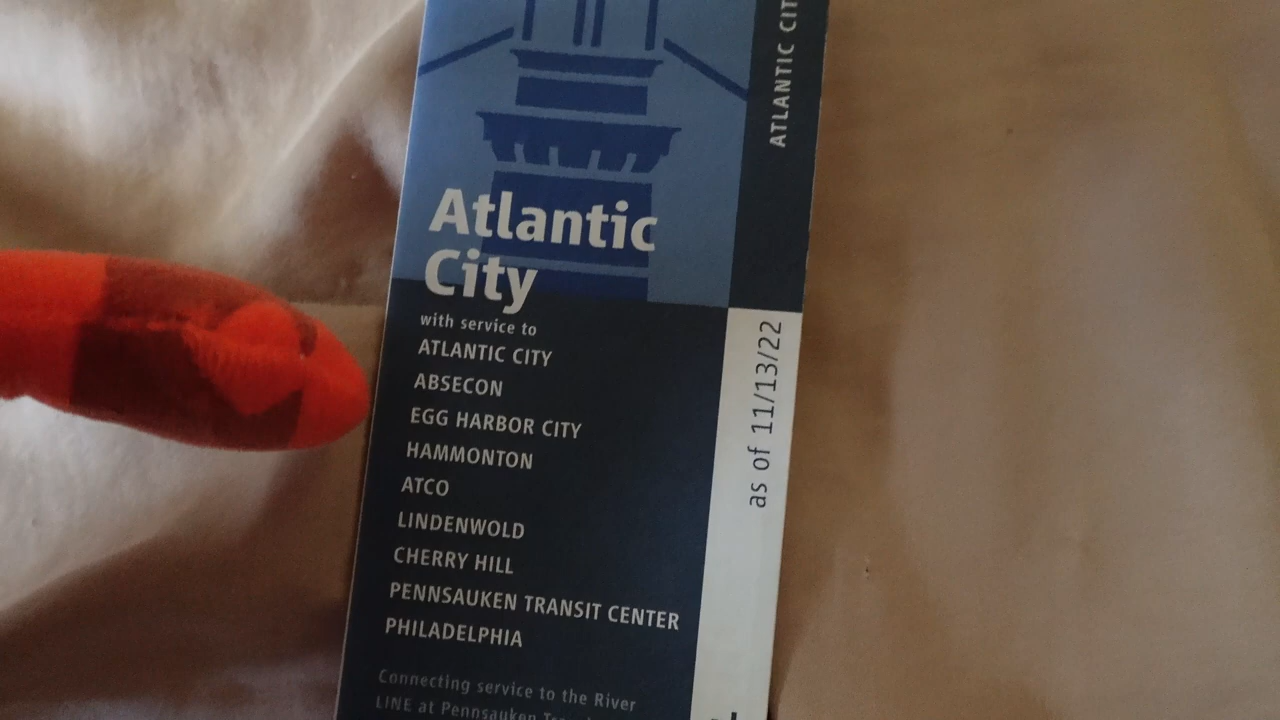 ATLANTIC
Atlantic
City
with service to
ATLANTIC CITY
ABSECON
EGG HARBOR CITY
HAMMONTON
ATCO
LINDENWOLD
CHERRY HILL
PENNSAUKEN TRANSIT CENTER
PHILADELPHIA
as of 11/13/22
Connecting service to the River
LINE at Pennsauken